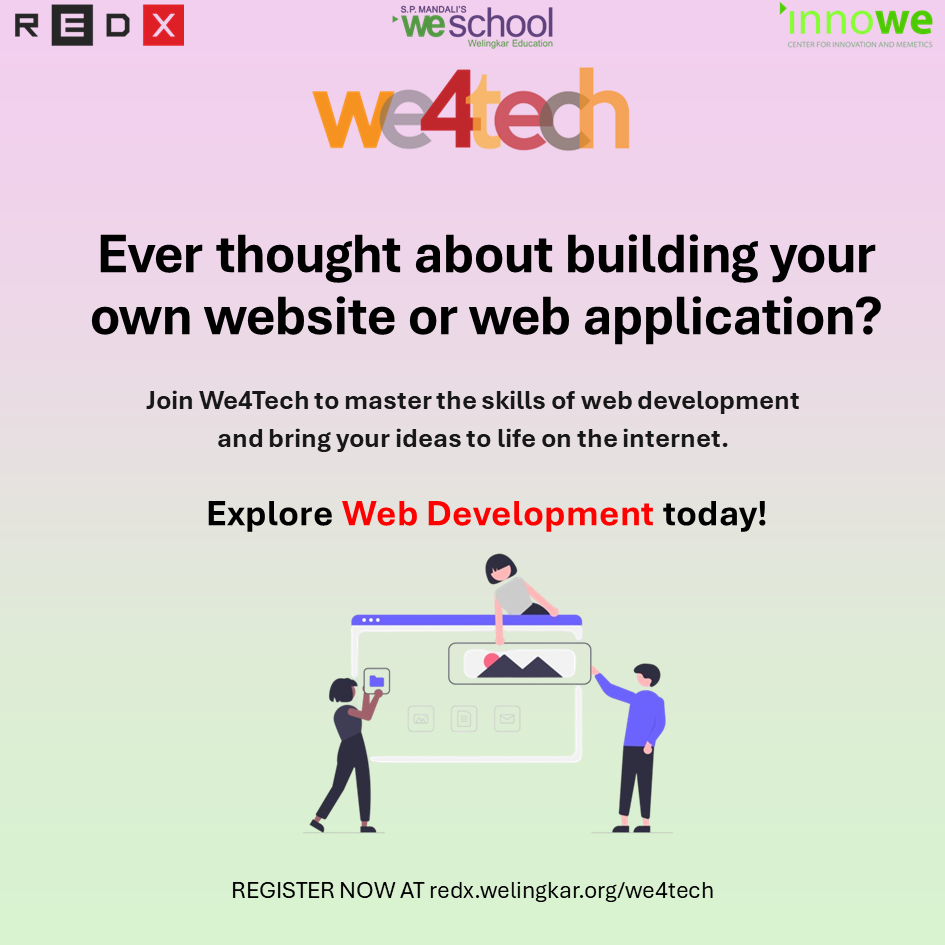 REDX
S.P. MANDALI'S
we SCHOOL
Welingkar Education
innowe
CENTER FOR INNOVATION AND MEMETICS
we4tech
Ever thought about building your
own website or web application?
Join We4Tech to master the skills of web development
and bring your ideas to life on the internet.
Explore Web Development today!
REGISTER NOW AT redx.welingkar.org/we4tech